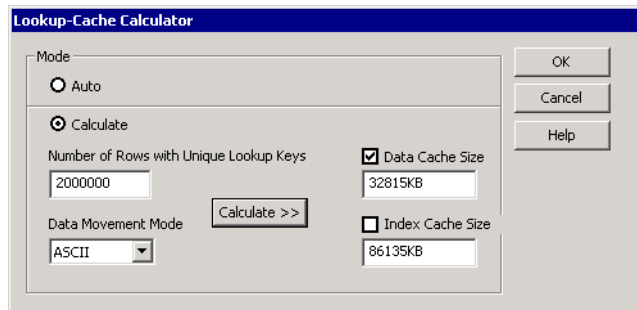 Lookup-Cache Calculator
Mode
Auto
Calculate
Number of Rows with Unique Lookup Keys
2000000
Data Movement Mode
ASCII
Calculate >>
Data Cache Size
32815KB
Index Cache Size
86135KB
OK
Cancel
Help